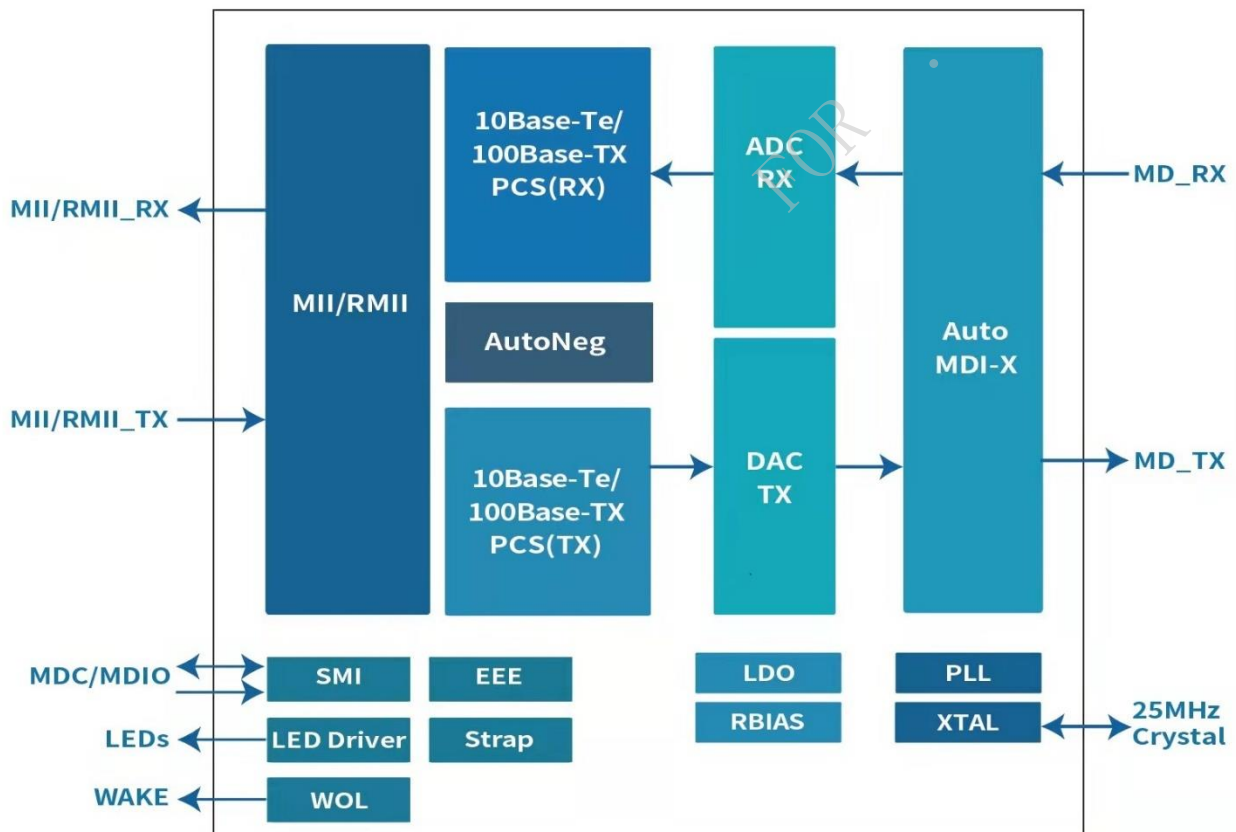 10Base-Te/
100Base-TX
PCS(RX)
ADC
RX
FOR
MD_RX
MII/RMII_RX
MII/RMII
AutoNeg
Auto
MDI-X
MII/RMII_TX
10Base-Te/
100Base-TX
PCS(TX)
DAC
TX
MD_TX
MDC/MDIO
SMI
EEE
LDO
PLL
LEDs
LED Driver
Strap
RBIAS
XTAL
25MHz
Crystal
WAKE
WOL